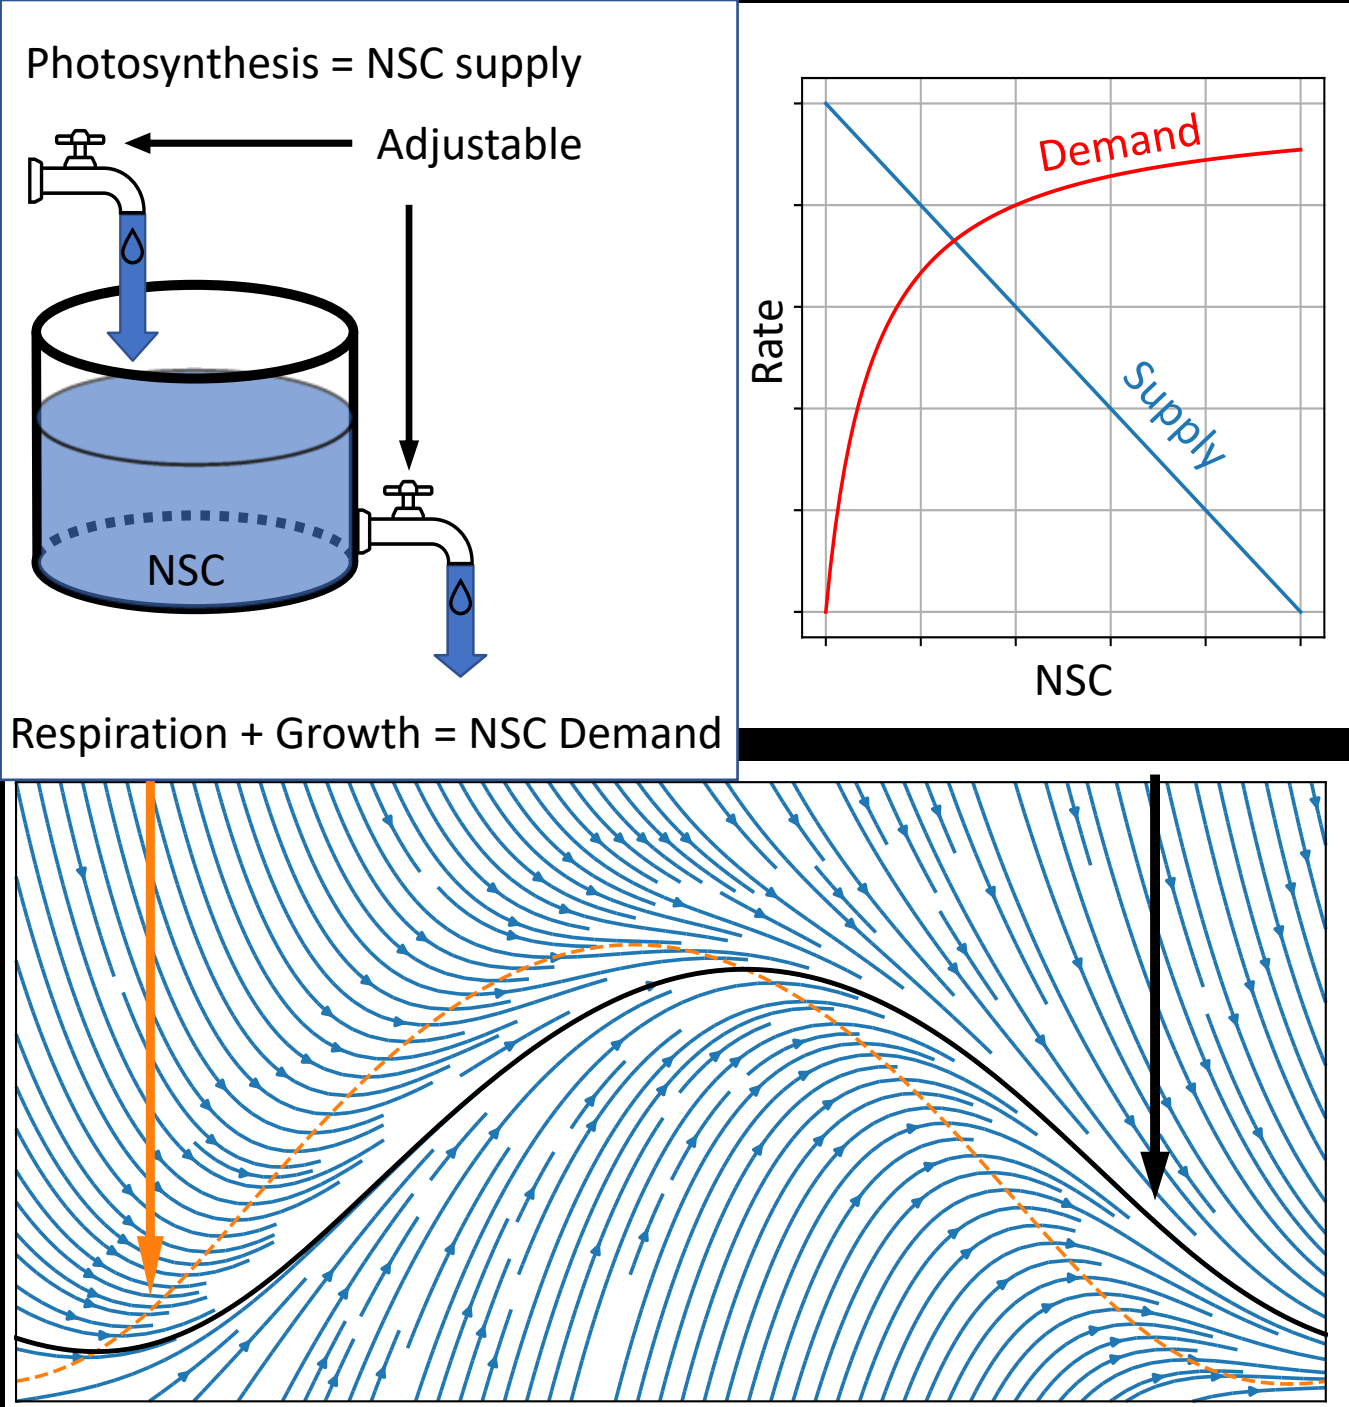 Photosynthesis = NSC supply
Adjustable
NSC
Respiration + Growth = NSC Demand
Demand
Supply
Rate
NSC